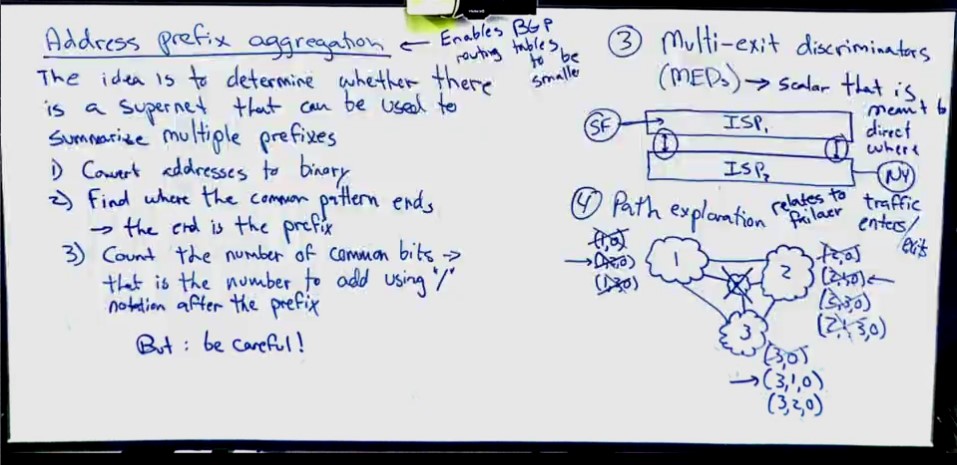 Address prefix aggregation ← Enables BGP
routing tables
to be
smaller
The idea is to determine whether there
is a supernet that can be used to
summarize multiple prefixes
1) Convert addresses to binary
2) Find where the common pattern ends
→ the end is the prefix
3) Count the number of common bits →
that is the number to add using "/"
notation after the prefix
But : be careful!
③ Multi-exit discriminators
(MEDs) → scalar that is
meant to
direct
where
traffic
enters/
exits
SF
ISP1
I
I
ISP2
NY
④ Path exploration relates to
failover
(1,0)
→(1,2,0)
(1,3,0)
1
2
3
(2,0)
(2,1,0)←
(2,3,0)
(2,1,3,0)
(3,0)
→(3,1,0)
(3,2,0)